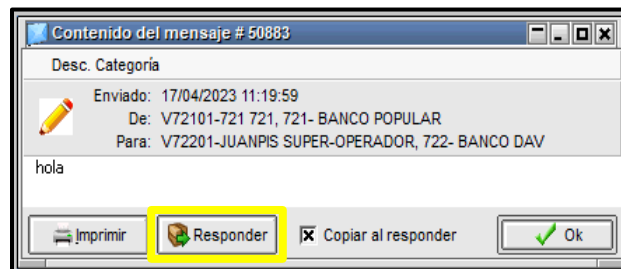 Contenido del mensaje # 50883
Desc. Categoría
Enviado: 17/04/2023 11:19:59
De: V72101-721 721, 721- BANCO POPULAR
Para: V72201-JUANPIS SUPER-OPERADOR, 722- BANCO DAV
hola
Imprimir Responder Copiar al responder Ok